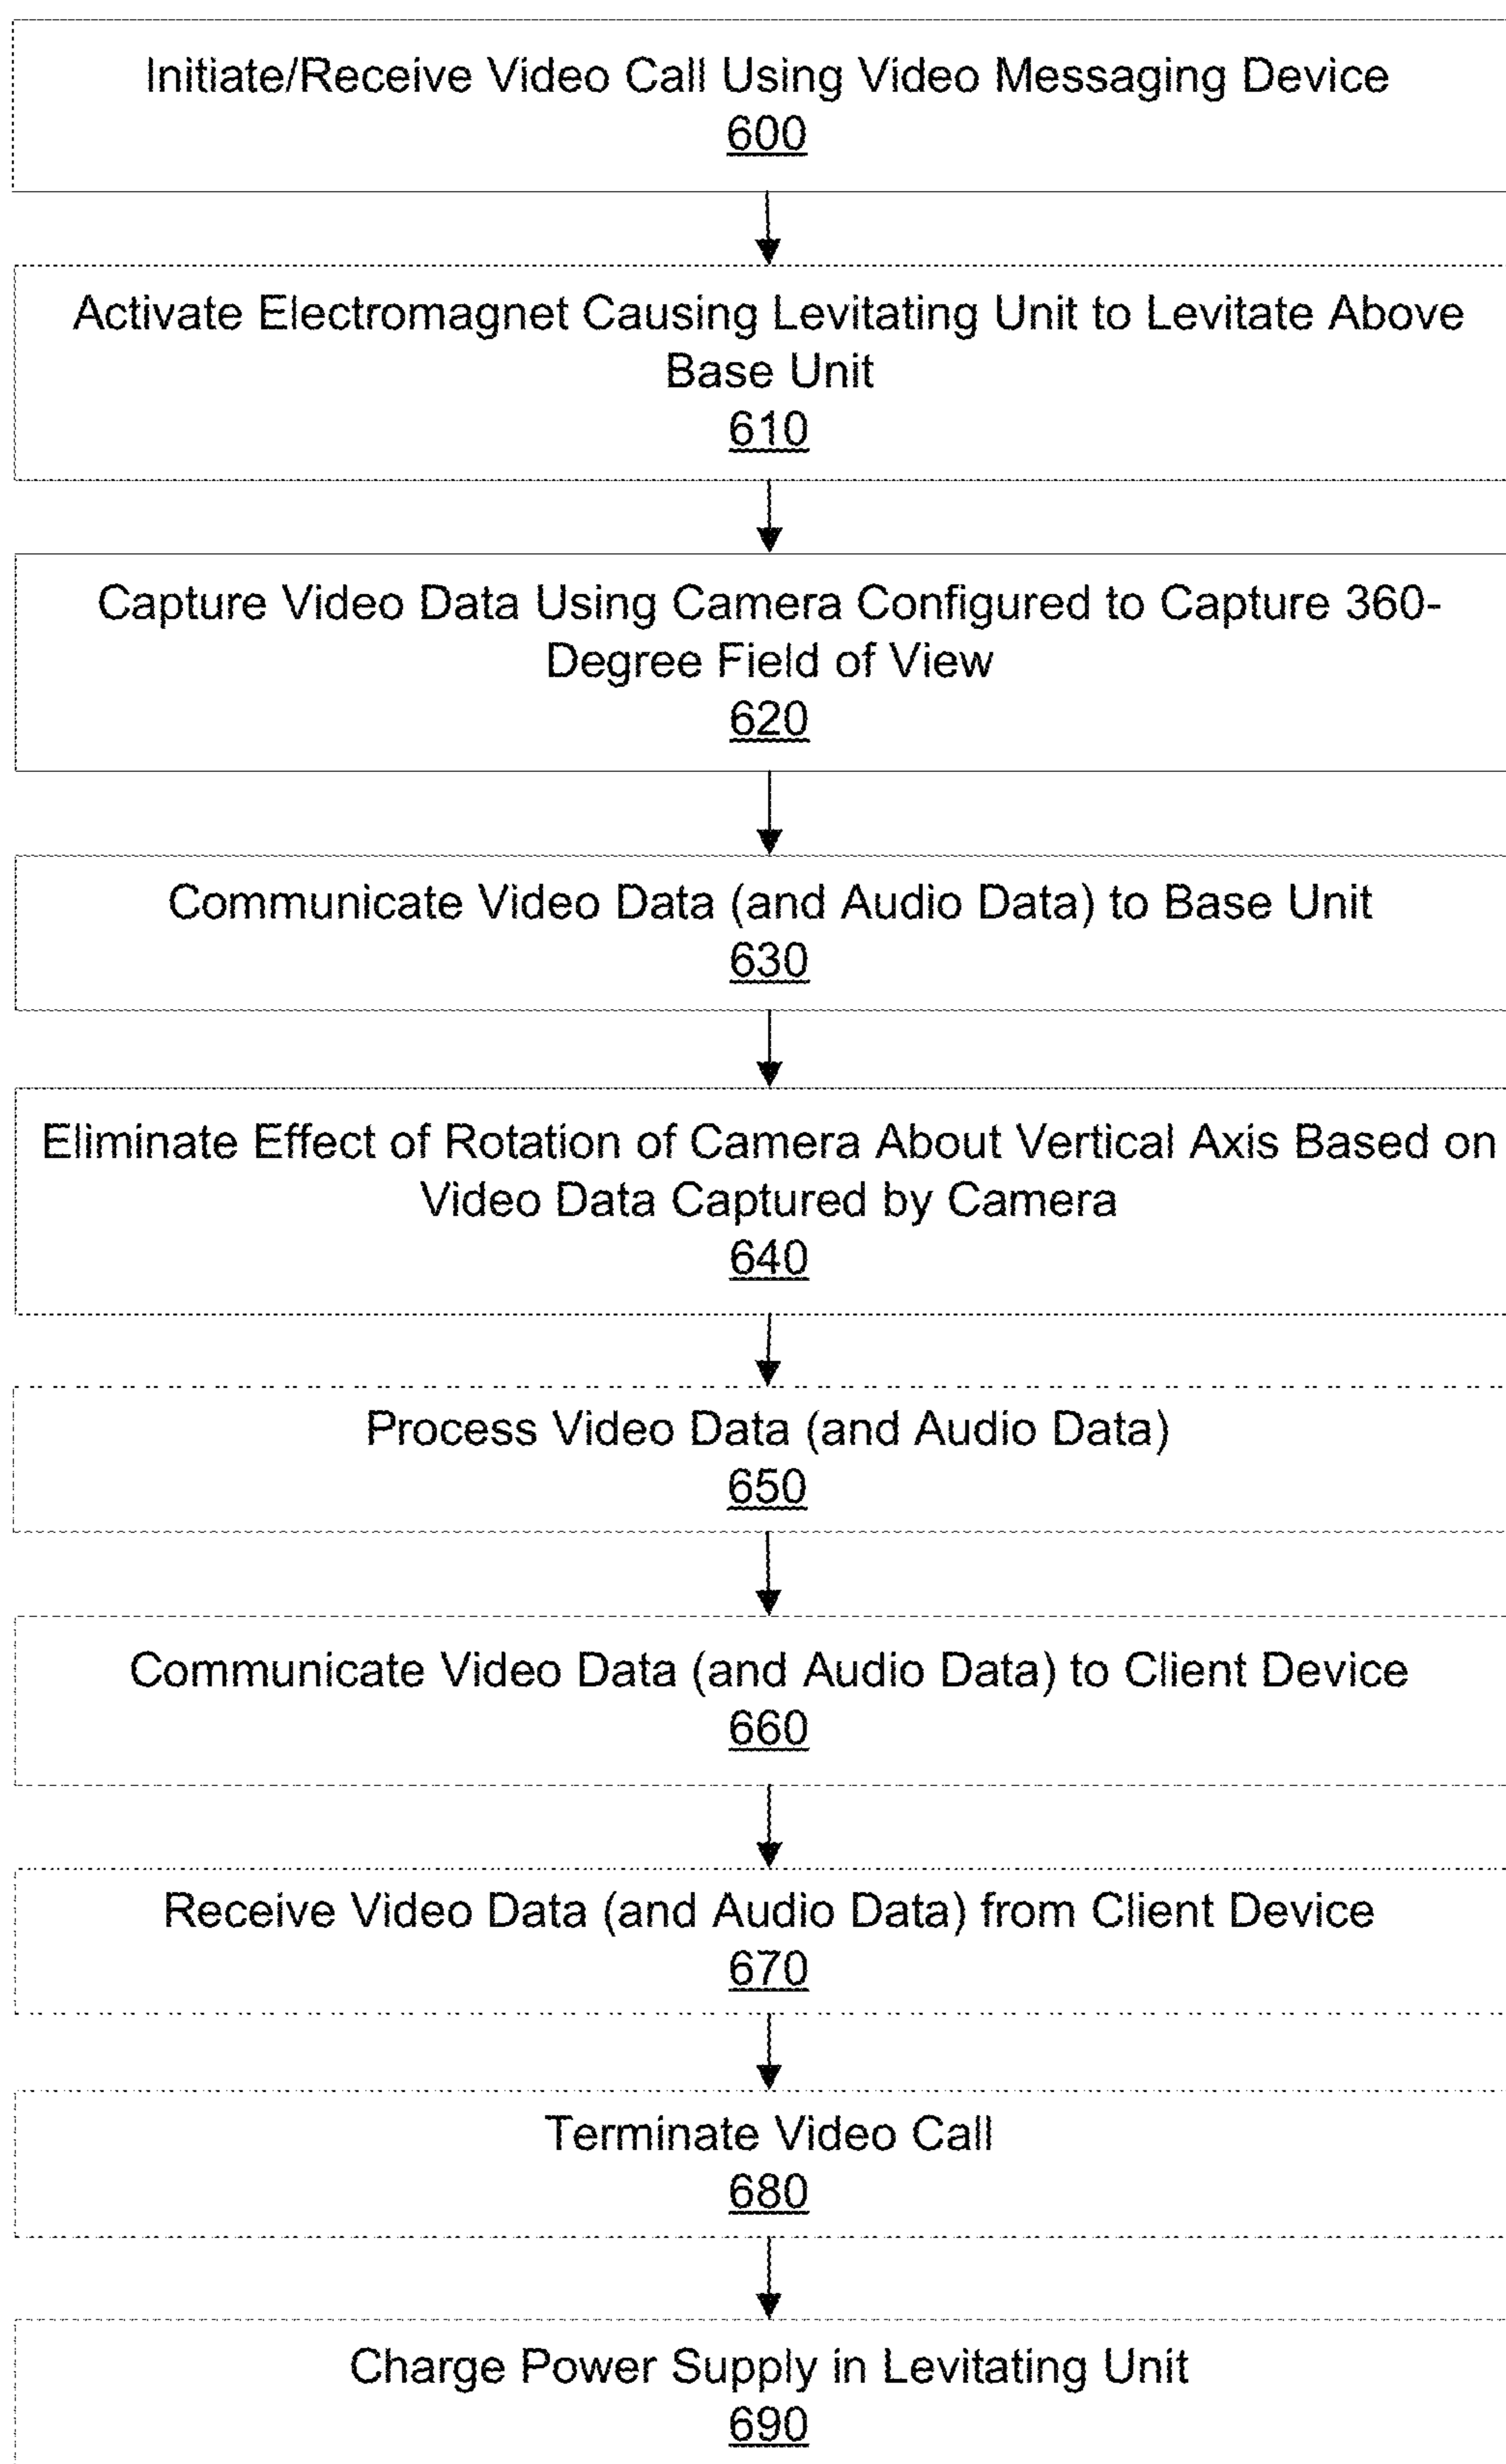 Initiate/Receive Video Call Using Video Messaging Device
600
Activate Electromagnet Causing Levitating Unit to Levitate Above
Base Unit
610
Capture Video Data Using Camera Configured to Capture 360-
Degree Field of View
620
Communicate Video Data (and Audio Data) to Base Unit
630
Eliminate Effect of Rotation of Camera About Vertical Axis Based on
Video Data Captured by Camera
640
Process Video Data (and Audio Data)
650
Communicate Video Data (and Audio Data) to Client Device
660
Receive Video Data (and Audio Data) from Client Device
670
Terminate Video Call
680
Charge Power Supply in Levitating Unit
690